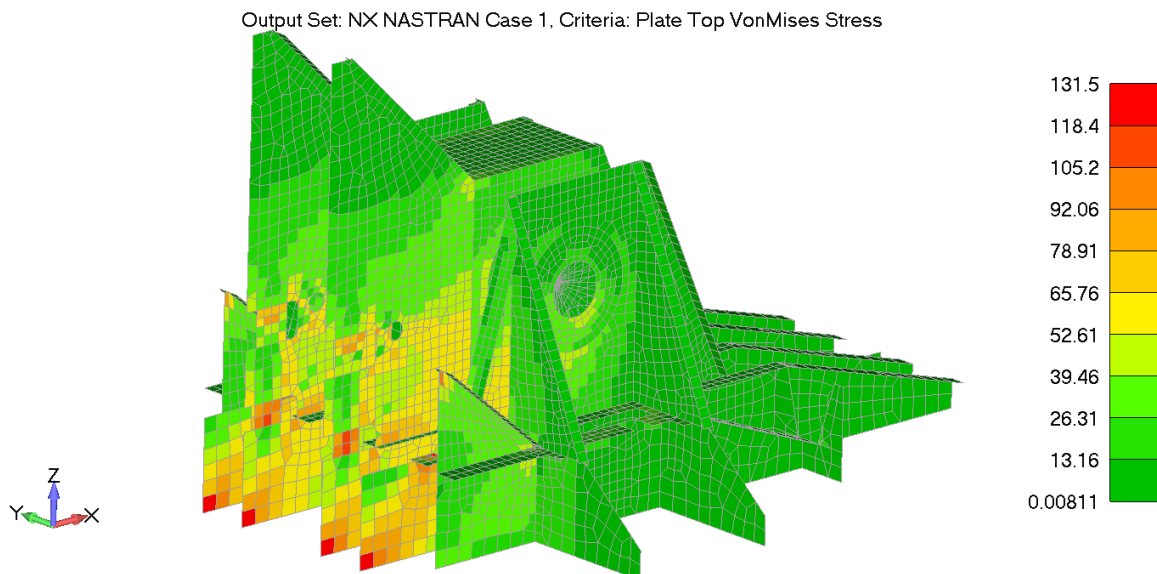 Output Set: NX NASTRAN Case 1, Criteria: Plate Top VonMises Stress
131.5
118.4
105.2
92.06
78.91
65.76
52.61
39.46
26.31
13.16
0.00811
Z
Y
X